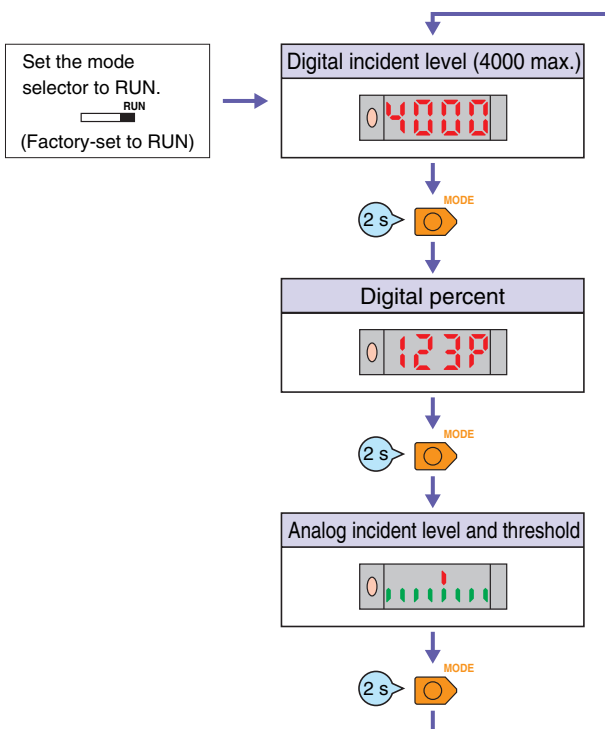 Set the mode
selector to RUN.
RUN
(Factory-set to RUN)
Digital incident level (4000 max.)
4000
2 s
MODE
Digital percent
123P
2 s
MODE
Analog incident level and threshold
2 s
MODE